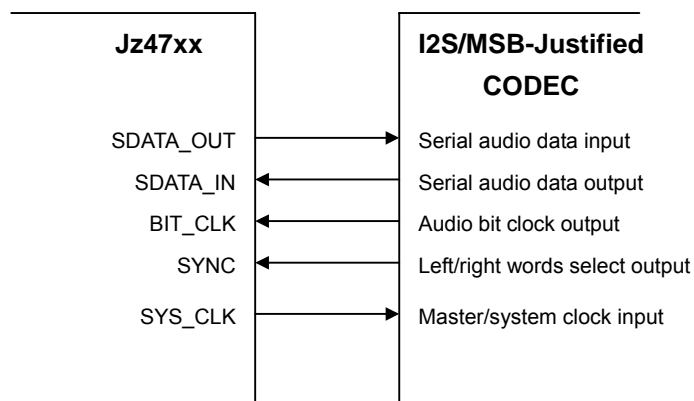 Jz47xx
I2S/MSB-Justified
CODEC
SDATA_OUT
Serial audio data input
SDATA_IN
Serial audio data output
BIT_CLK
Audio bit clock output
SYNC
Left/right words select output
SYS_CLK
Master/system clock input